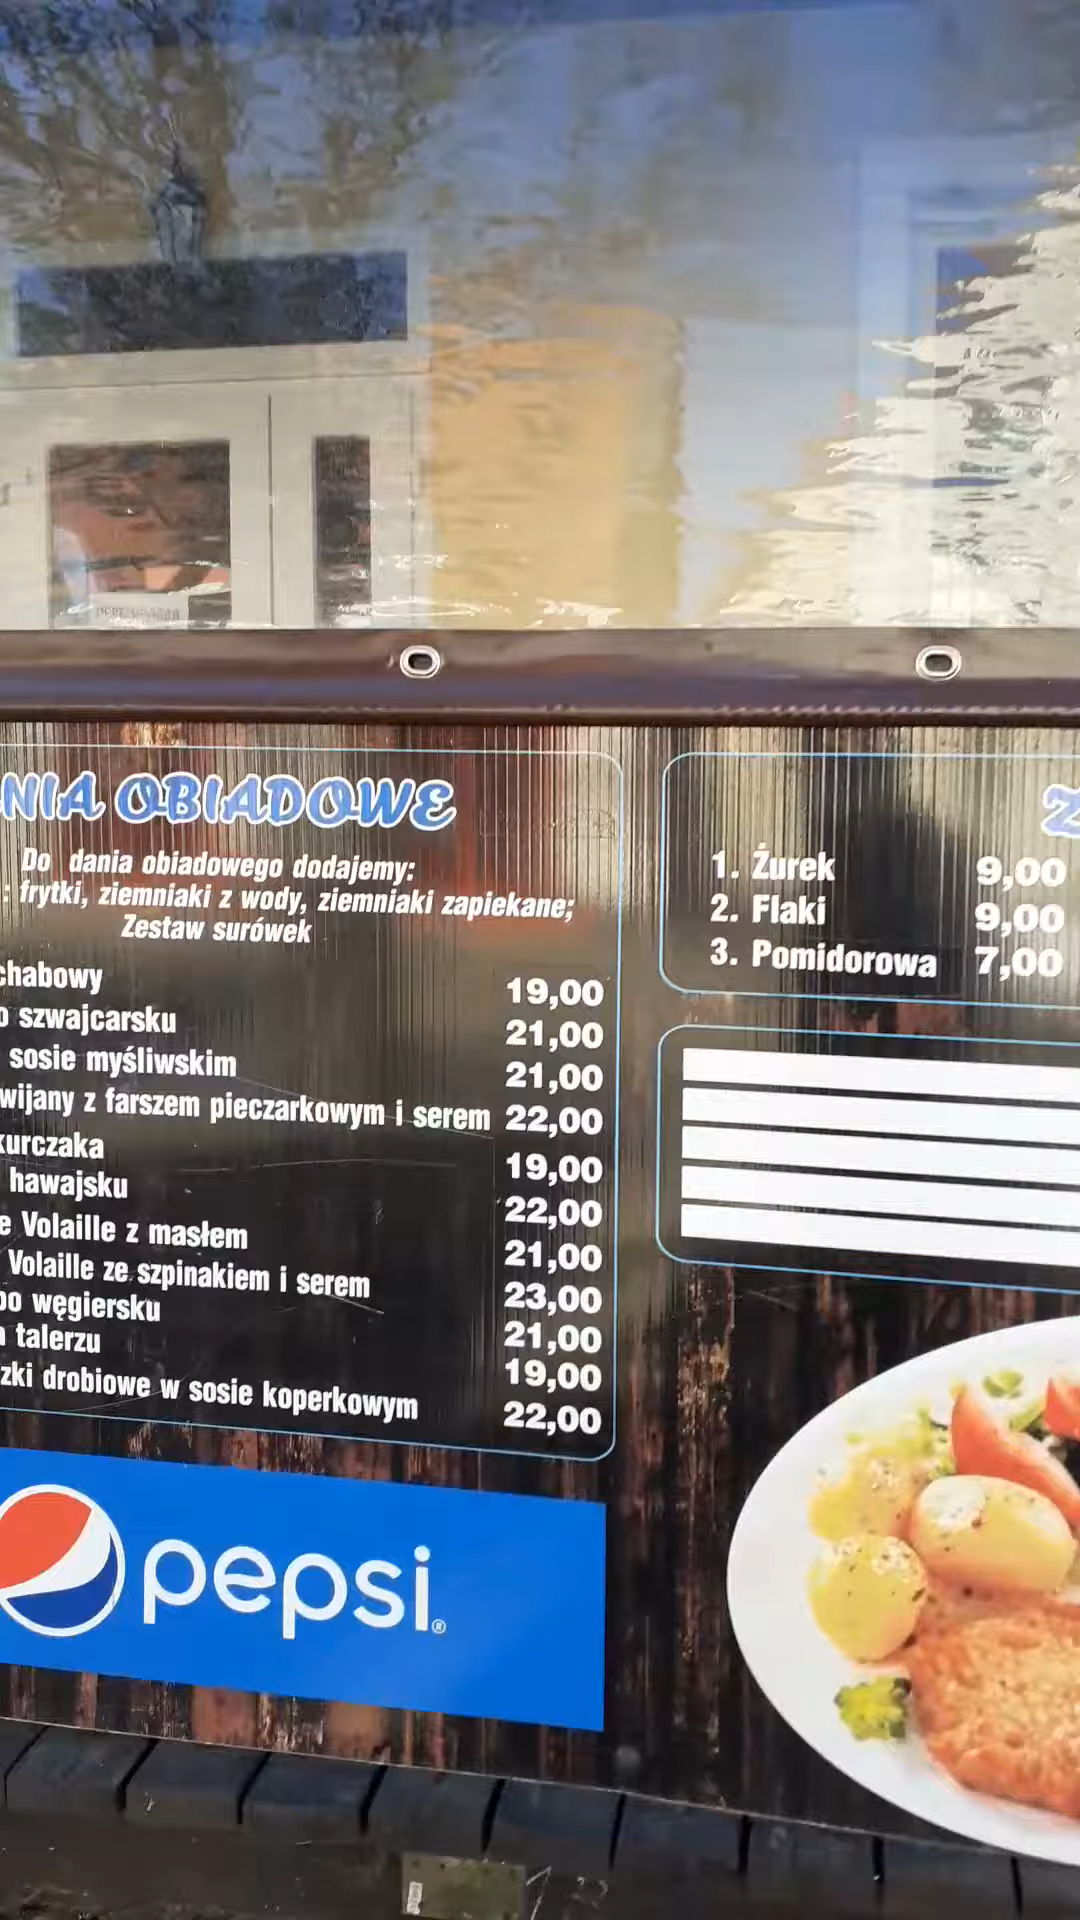 NIA OBIADOWE
Do dania obiadowego dodajemy:
: frytki, ziemniaki z wody, ziemniaki zapiekane;
Zestaw surówek
chabowy 19,00
o szwajcarsku 21,00
sosie myśliwskim 21,00
wijany z farszem pieczarkowym i serem 22,00
kurczaka 19,00
hawajsku 22,00
e Volaille z masłem 21,00
Volaille ze szpinakiem i serem 23,00
po węgiersku 21,00
talerzu 19,00
zki drobiowe w sosie koperkowym 22,00
pepsi
Z
1. Żurek 9,00
2. Flaki 9,00
3. Pomidorowa 7,00